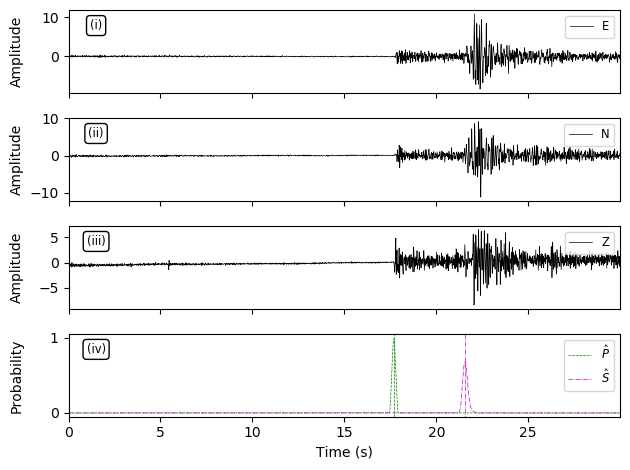 (i)
E
10
0
Amplitude
(ii)
N
10
0
−10
Amplitude
(iii)
Z
5
0
−5
Amplitude
(iv)
P̂
Ŝ
1
0
Probability
0 5 10 15 20 25
Time (s)